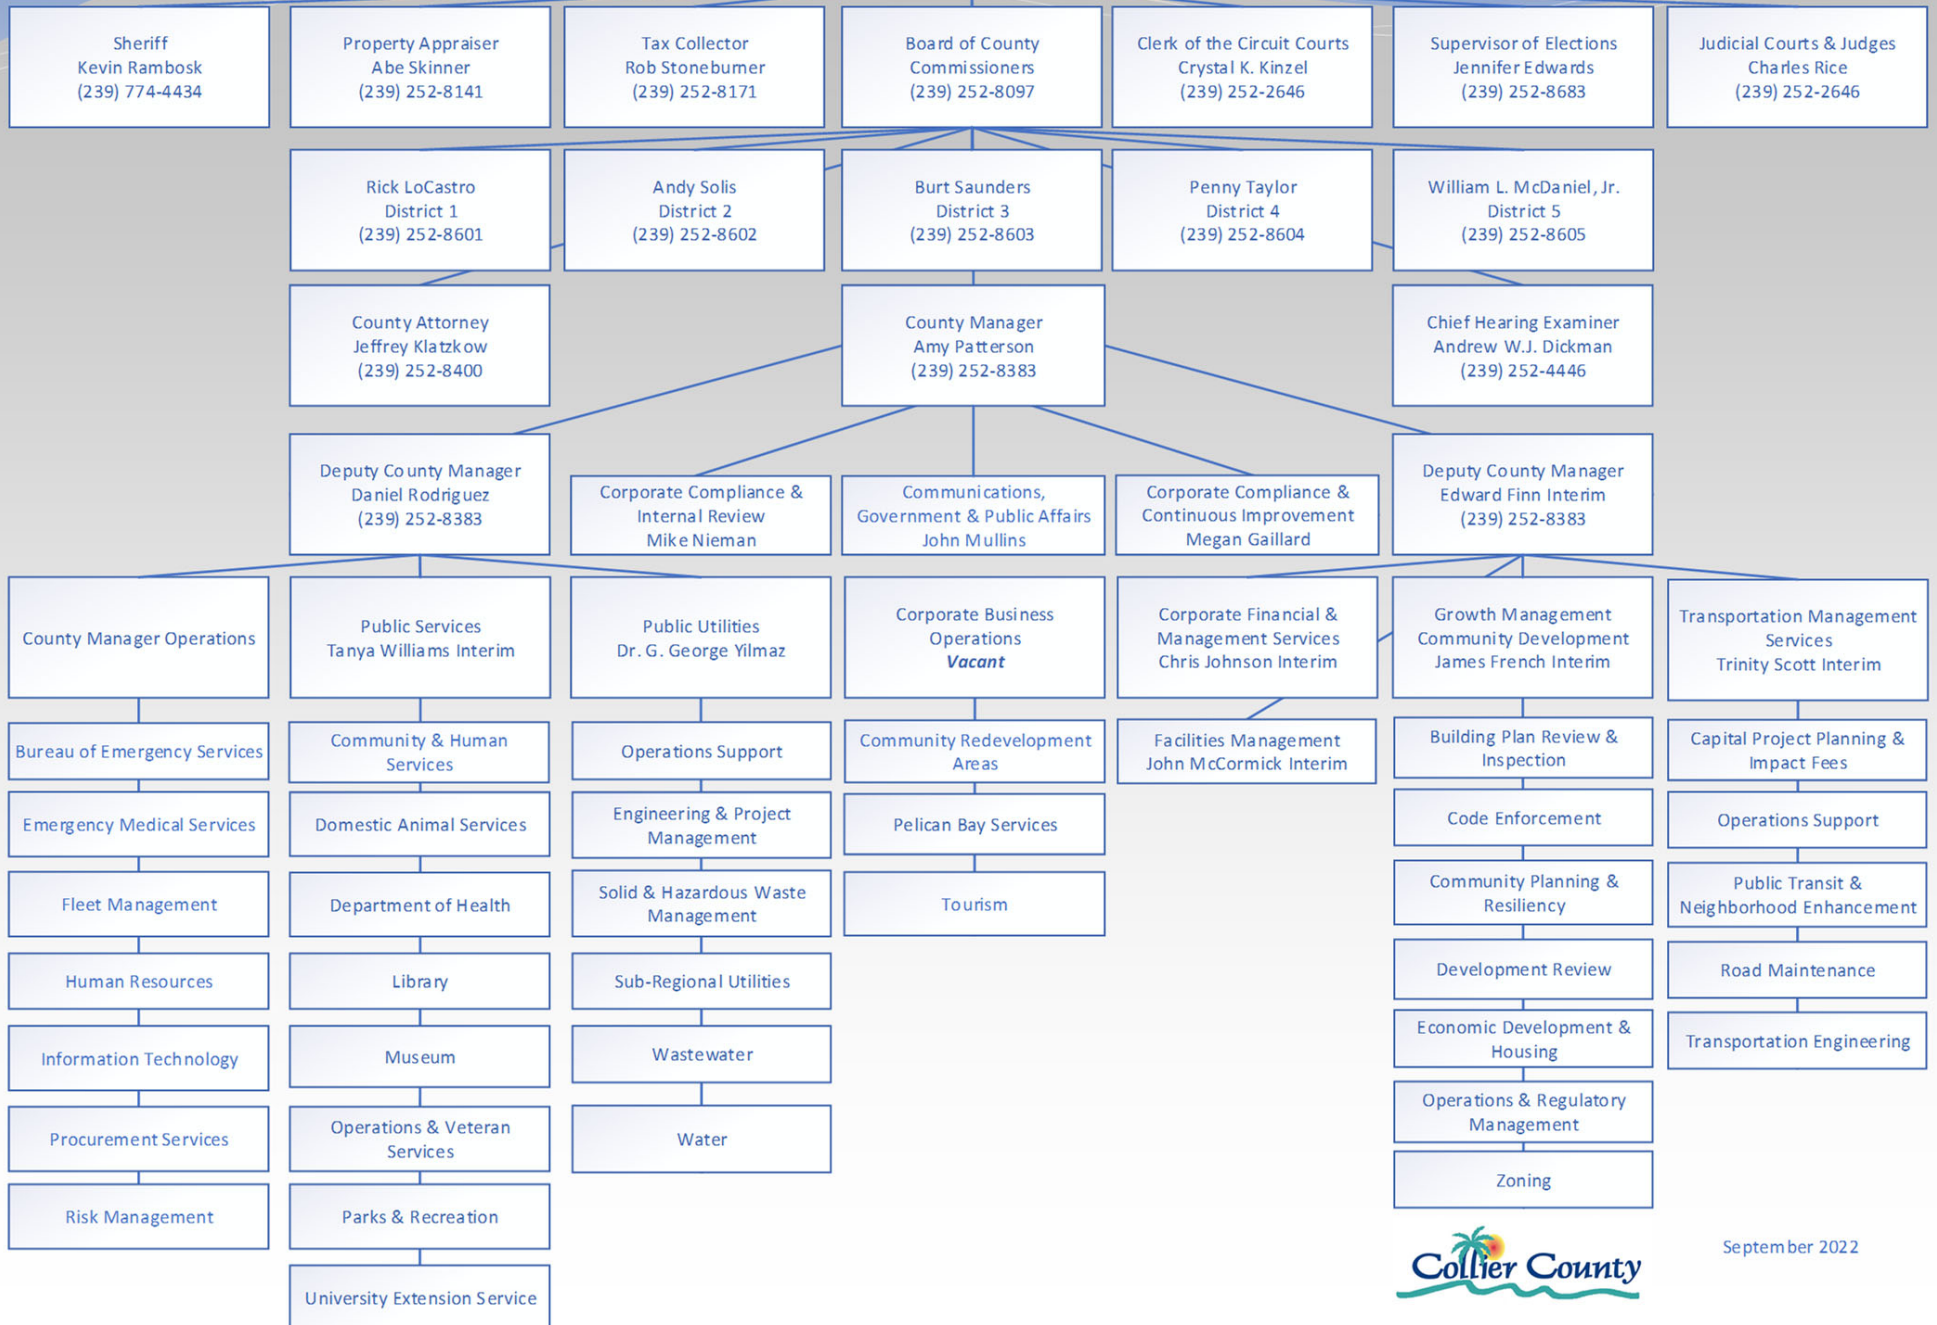 Sheriff
Kevin Rambosk
(239) 774-4434
Property Appraiser
Abe Skinner
(239) 252-8141
Tax Collector
Rob Stoneburner
(239) 252-8171
Board of County
Commissioners
(239) 252-8097
Clerk of the Circuit Courts
Crystal K. Kinzel
(239) 252-2646
Supervisor of Elections
Jennifer Edwards
(239) 252-8683
Judicial Courts & Judges
Charles Rice
(239) 252-2646
Rick LoCastro
District 1
(239) 252-8601
Andy Solis
District 2
(239) 252-8602
Burt Saunders
District 3
(239) 252-8603
Penny Taylor
District 4
(239) 252-8604
William L. McDaniel, Jr.
District 5
(239) 252-8605
County Attorney
Jeffrey Klatzkow
(239) 252-8400
County Manager
Amy Patterson
(239) 252-8383
Chief Hearing Examiner
Andrew W.J. Dickman
(239) 252-4446
Deputy County Manager
Daniel Rodriguez
(239) 252-8383
Corporate Compliance &
Internal Review
Mike Nieman
Communications,
Government & Public Affairs
John Mullins
Corporate Compliance &
Continuous Improvement
Megan Gaillard
Deputy County Manager
Edward Finn Interim
(239) 252-8383
County Manager Operations
Public Services
Tanya Williams Interim
Public Utilities
Dr. G. George Yilmaz
Corporate Business
Operations
Vacant
Corporate Financial &
Management Services
Chris Johnson Interim
Growth Management
Community Development
James French Interim
Transportation Management
Services
Trinity Scott Interim
Bureau of Emergency Services
Emergency Medical Services
Fleet Management
Human Resources
Information Technology
Procurement Services
Risk Management
Community & Human
Services
Domestic Animal Services
Department of Health
Library
Museum
Operations & Veteran
Services
Parks & Recreation
University Extension Service
Operations Support
Engineering & Project
Management
Solid & Hazardous Waste
Management
Sub-Regional Utilities
Wastewater
Water
Community Redevelopment
Areas
Pelican Bay Services
Tourism
Facilities Management
John McCormick Interim
Building Plan Review &
Inspection
Code Enforcement
Community Planning &
Resiliency
Development Review
Economic Development &
Housing
Operations & Regulatory
Management
Zoning
Capital Project Planning &
Impact Fees
Operations Support
Public Transit &
Neighborhood Enhancement
Road Maintenance
Transportation Engineering
Collier County
September 2022